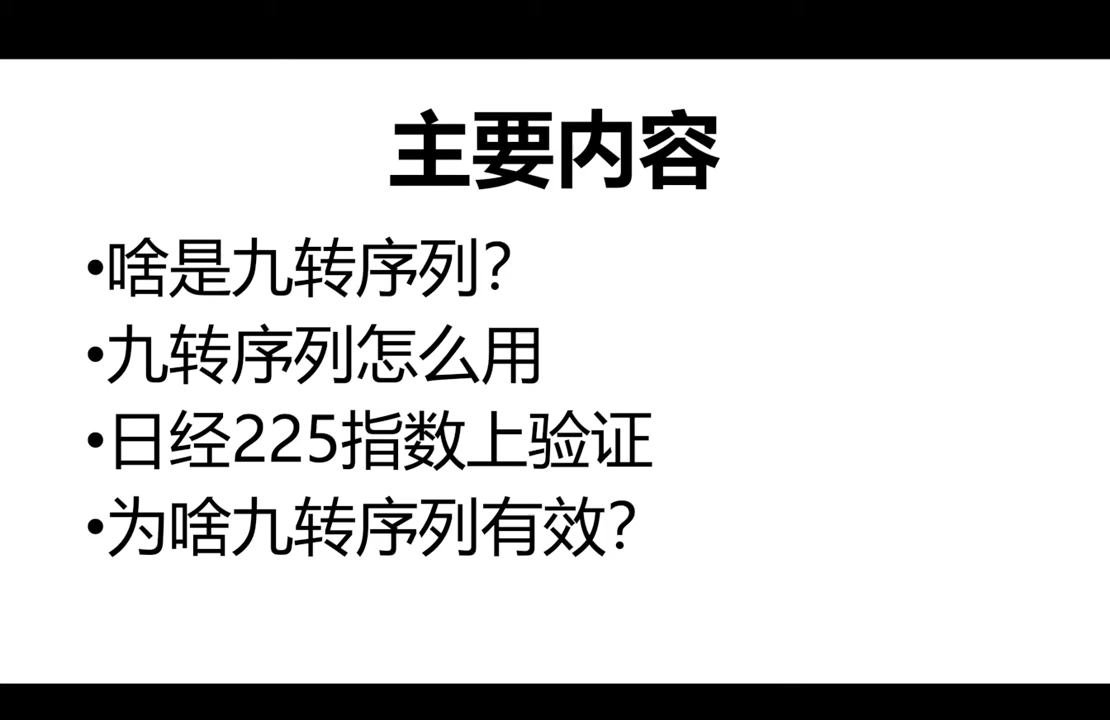 主要内容
•啥是九转序列？
•九转序列怎么用
•日经225指数上验证
•为啥九转序列有效？